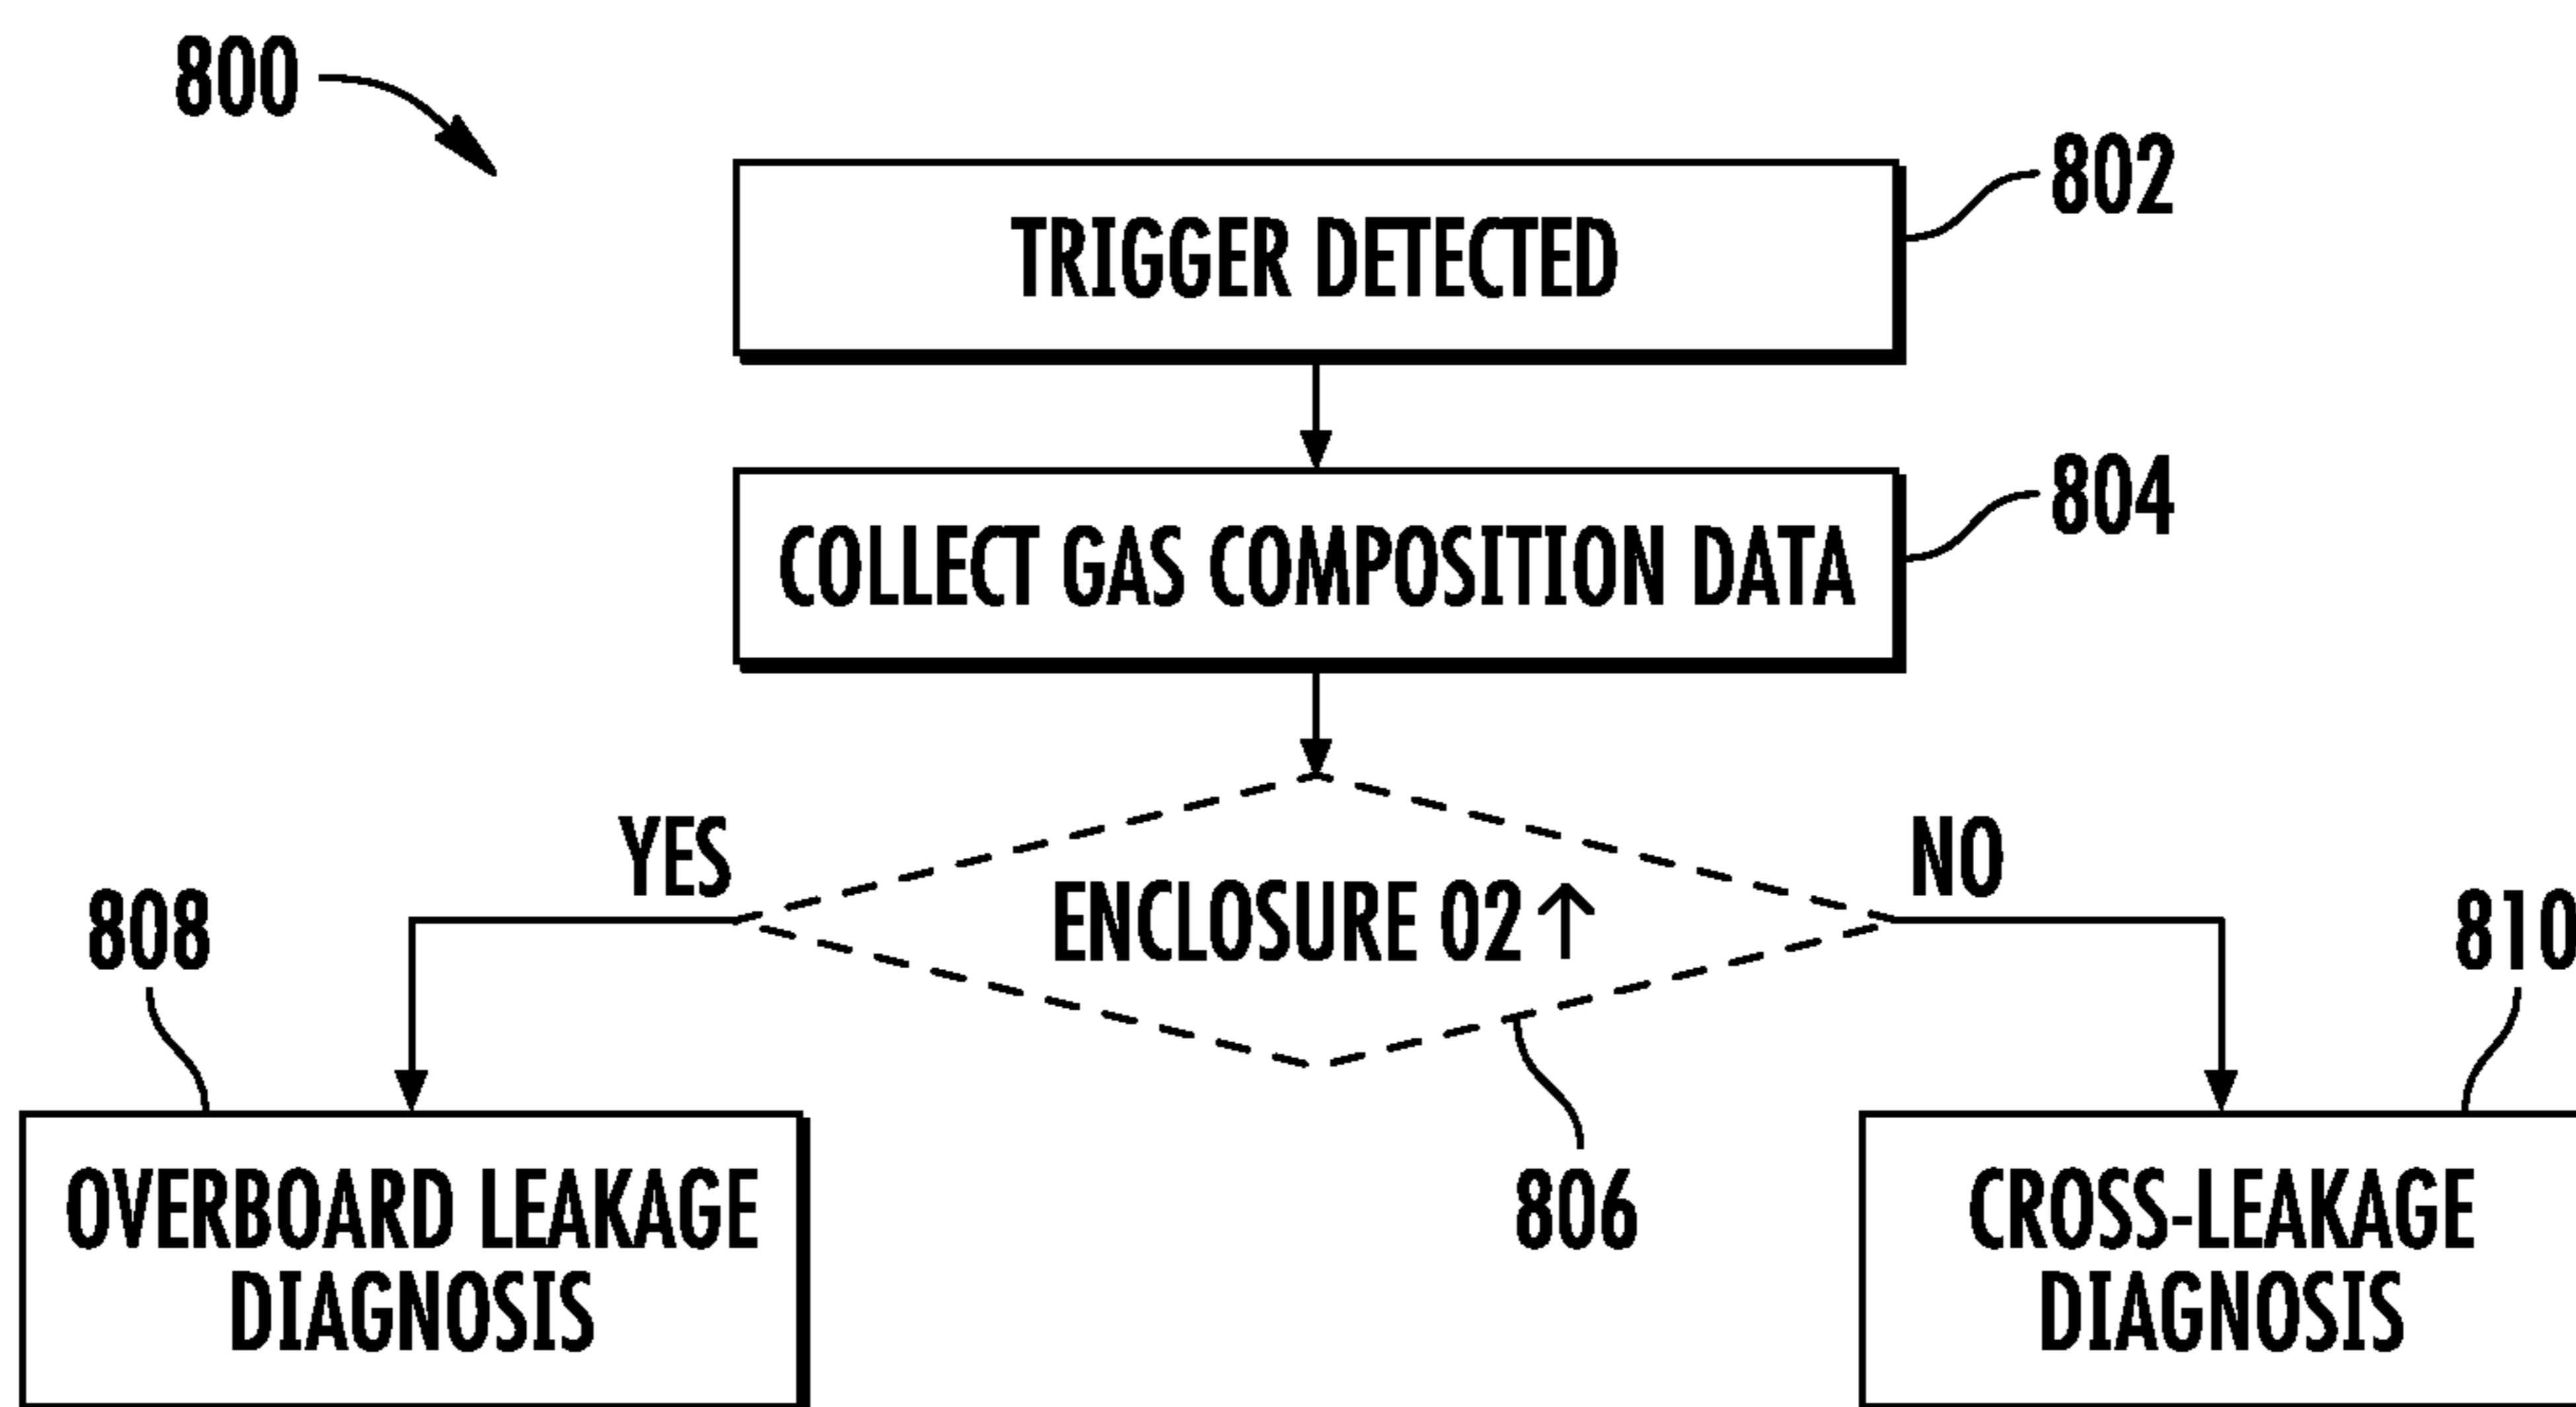 800
802
TRIGGER DETECTED
804
COLLECT GAS COMPOSITION DATA
YES
NO
ENCLOSURE O2↑
808
810
806
OVERBOARD LEAKAGE
DIAGNOSIS
CROSS-LEAKAGE
DIAGNOSIS